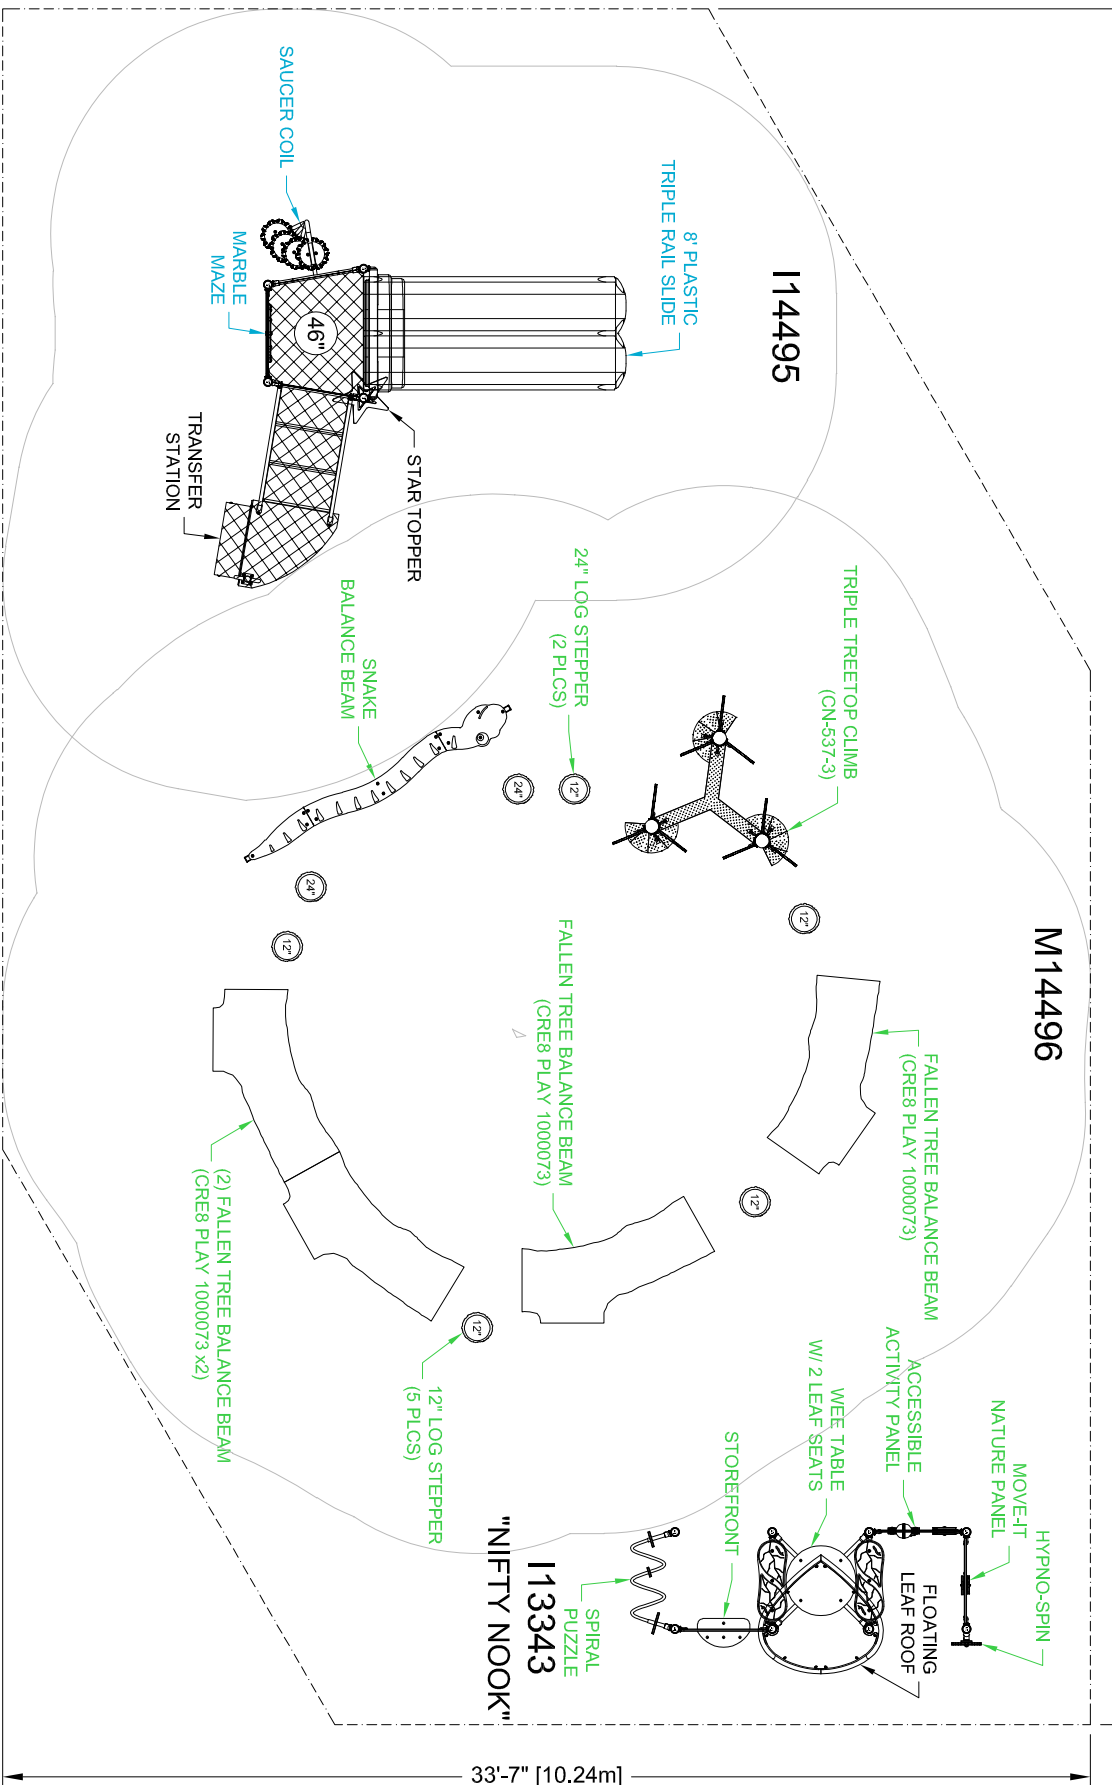 SAUCER COIL
MARBLE
MAZE
8' PLASTIC
TRIPLE RAIL SLIDE
I14495
46"
STAR TOPPER
TRANSFER
STATION
24" LOG STEPPER
(2 PLCS)
SNAKE
BALANCE BEAM
TRIPLE TREETOP CLIMB
(CN-537-3)
24"
12"
24"
12"
12"
M14496
FALLEN TREE BALANCE BEAM
(CRE8 PLAY 1000073)
FALLEN TREE BALANCE BEAM
(CRE8 PLAY 1000073)
12"
(2) FALLEN TREE BALANCE BEAM
(CRE8 PLAY 1000073 x2)
12"
12" LOG STEPPER
(5 PLCS)
HYPNO-SPIN
MOVE-IT
NATURE PANEL
ACCESSIBLE
ACTIVITY PANEL
WEE TABLE
W/ 2 LEAF SEATS
STOREFRONT
FLOATING
LEAF ROOF
SPIRAL
PUZZLE
I13343
"NIFTY NOOK"
33'-7" [10.24m]